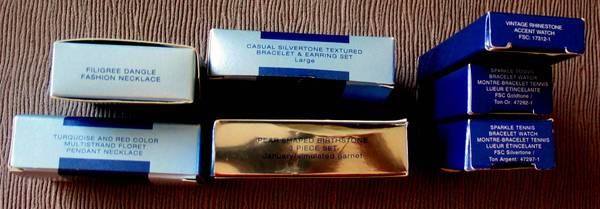 FILIGREE DANGLE
FASHION NECKLACE
CASUAL SILVERTONE TEXTURED
BRACELET & EARRING SET
Large
VINTAGE RHINESTONE
ACCENT WATCH
FSC: 17312-1
SPARKLE TENNIS
BRACELET WATCH
MONTRE-BRACELET TENNIS
LUEUR ÉTINCELANTE
FSC Goldtone /
Ton Or: 47292-1
TURQUOISE AND RED COLOR
MULTISTRAND FLORET
PENDANT NECKLACE
PEAR SHAPED BIRTHSTONE
PIECE SET
January/simulated garnet
SPARKLE TENNIS
BRACELET WATCH
MONTRE-BRACELET TENNIS
LUEUR ÉTINCELANTE
FSC Silvertone /
Ton Argent: 47297-1